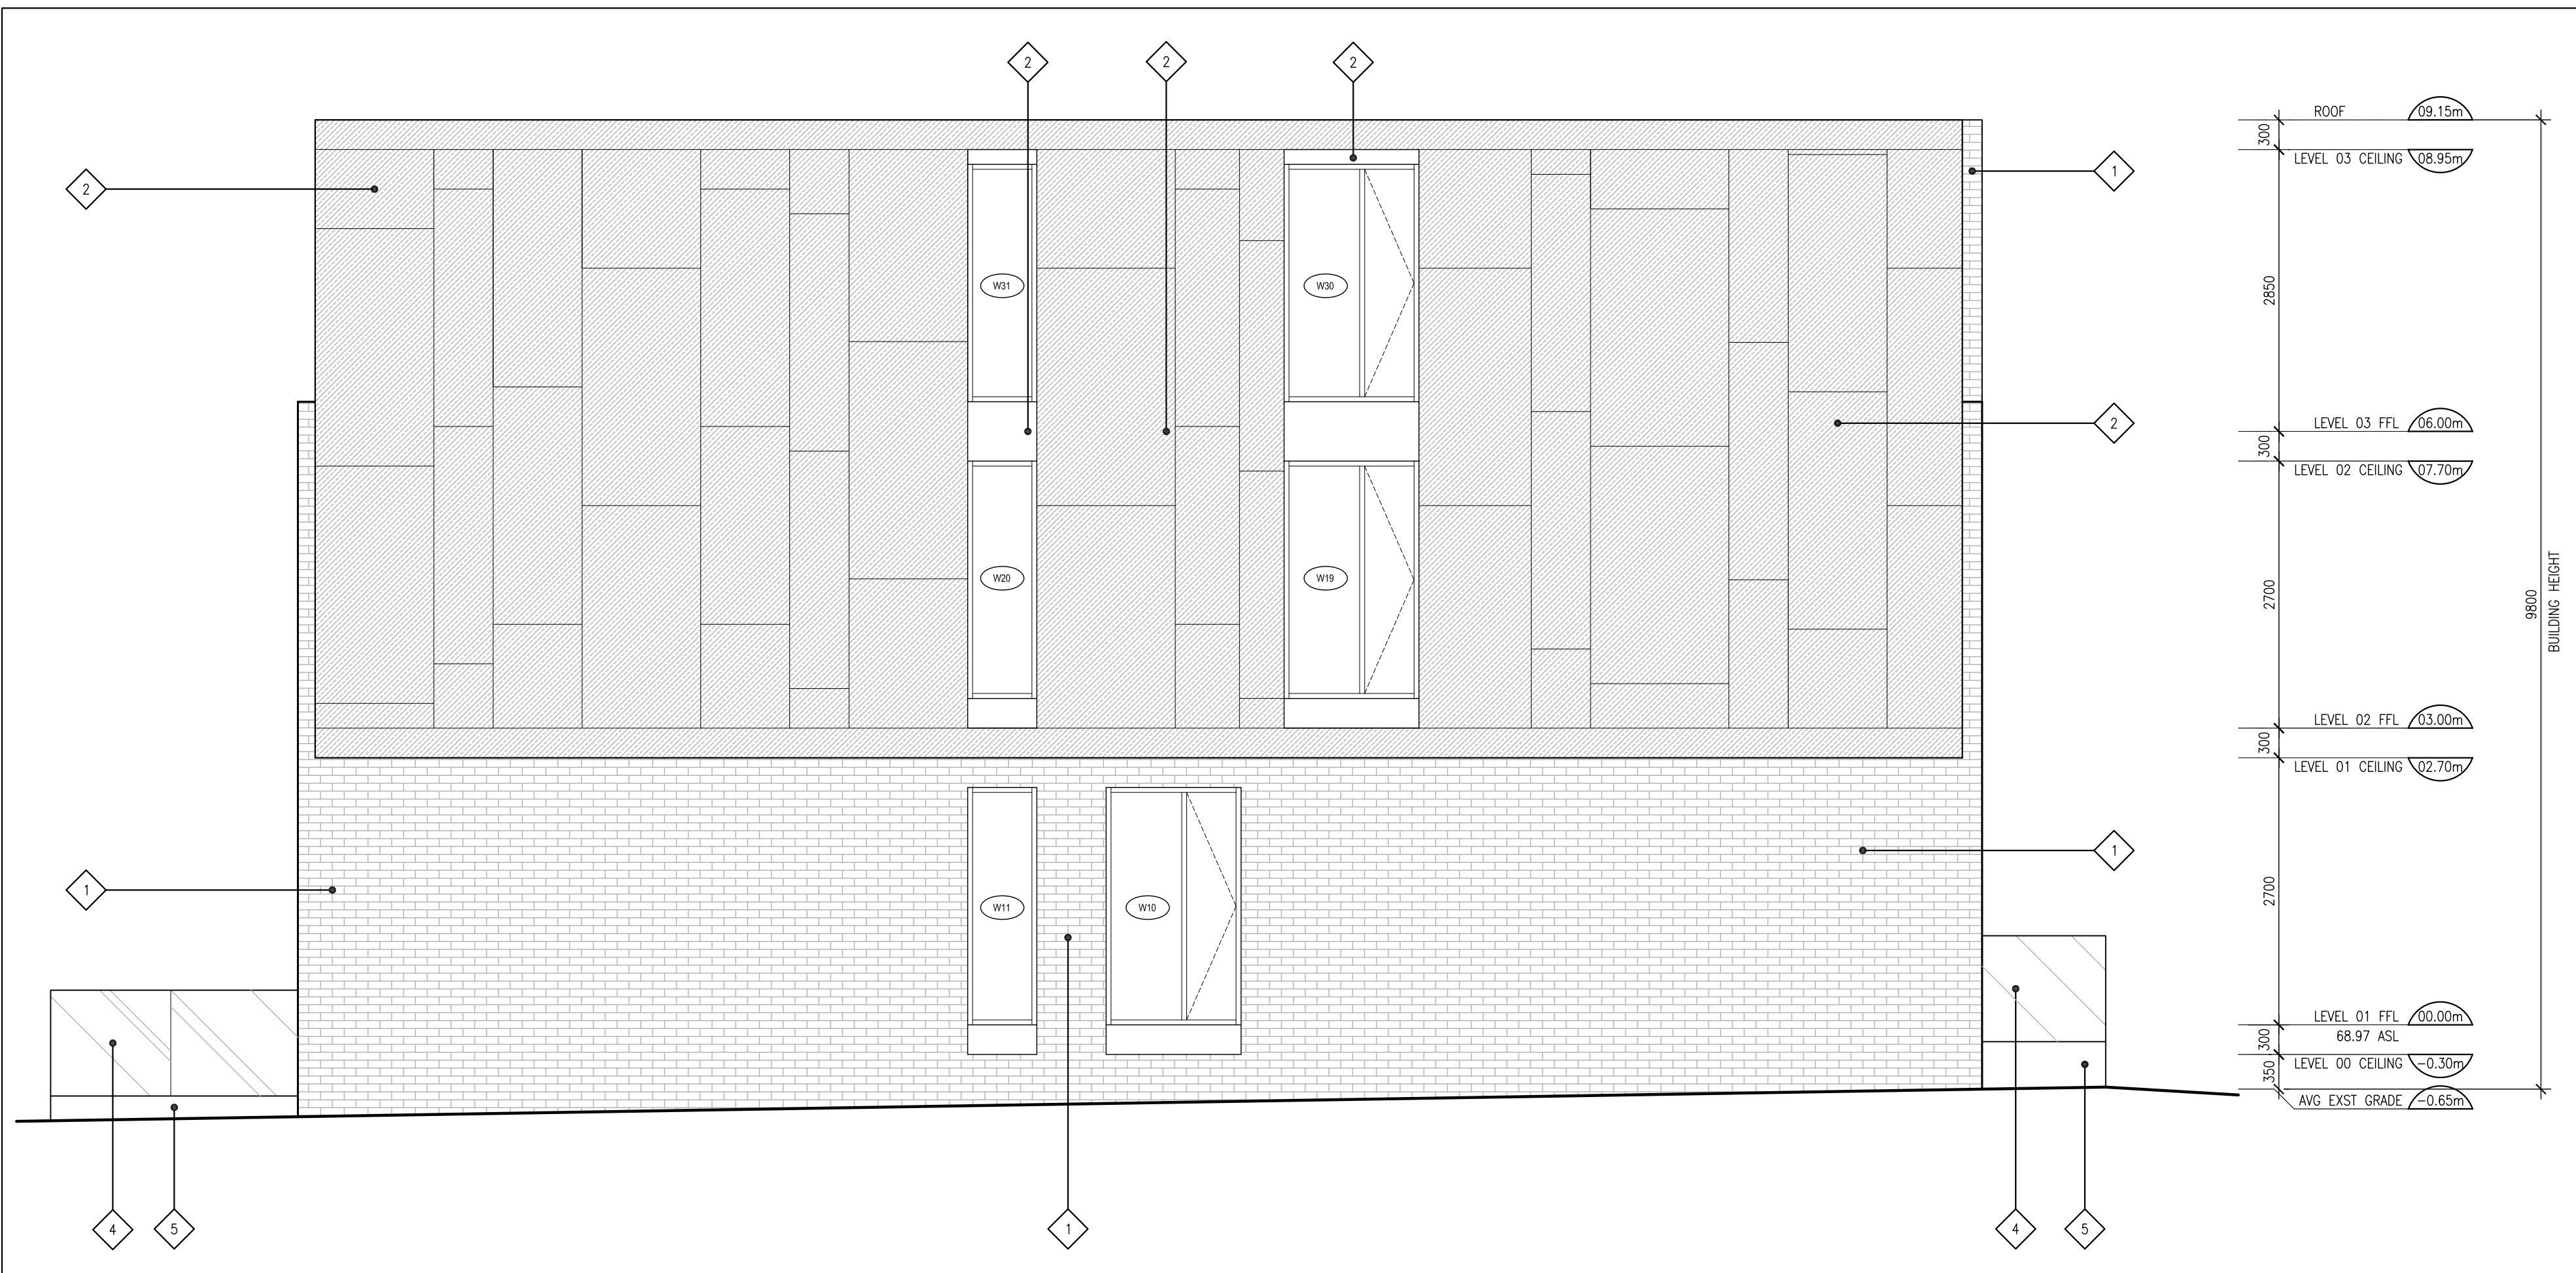 2
2
2
ROOF 09.15m
300
LEVEL 03 CEILING 08.95m
2
1
W31
W30
2850
2
LEVEL 03 FFL 06.00m
300
LEVEL 02 CEILING 07.70m
W20
W19
2700
9800
BUILDING HEIGHT
LEVEL 02 FFL 03.00m
300
LEVEL 01 CEILING 02.70m
1
1
W11
W10
2700
LEVEL 01 FFL 00.00m
300
68.97 ASL
LEVEL 00 CEILING -0.30m
350
AVG EXST GRADE -0.65m
4
5
1
4
5